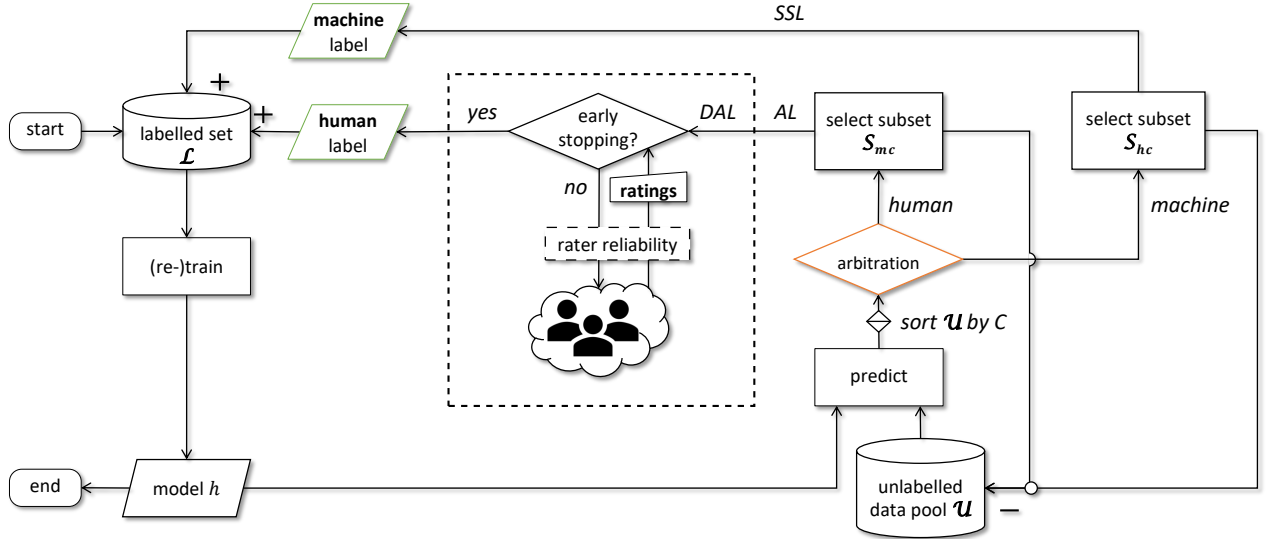 SSL
machine
label
+
+
start
labelled set
ℒ
human
label
yes
early
stopping?
DAL
AL
select subset
S_mc
select subset
S_hc
no
ratings
human
machine
rater reliability
(re-)train
arbitration
sort 𝒰 by C
predict
end
model h
unlabelled
data pool 𝒰
−